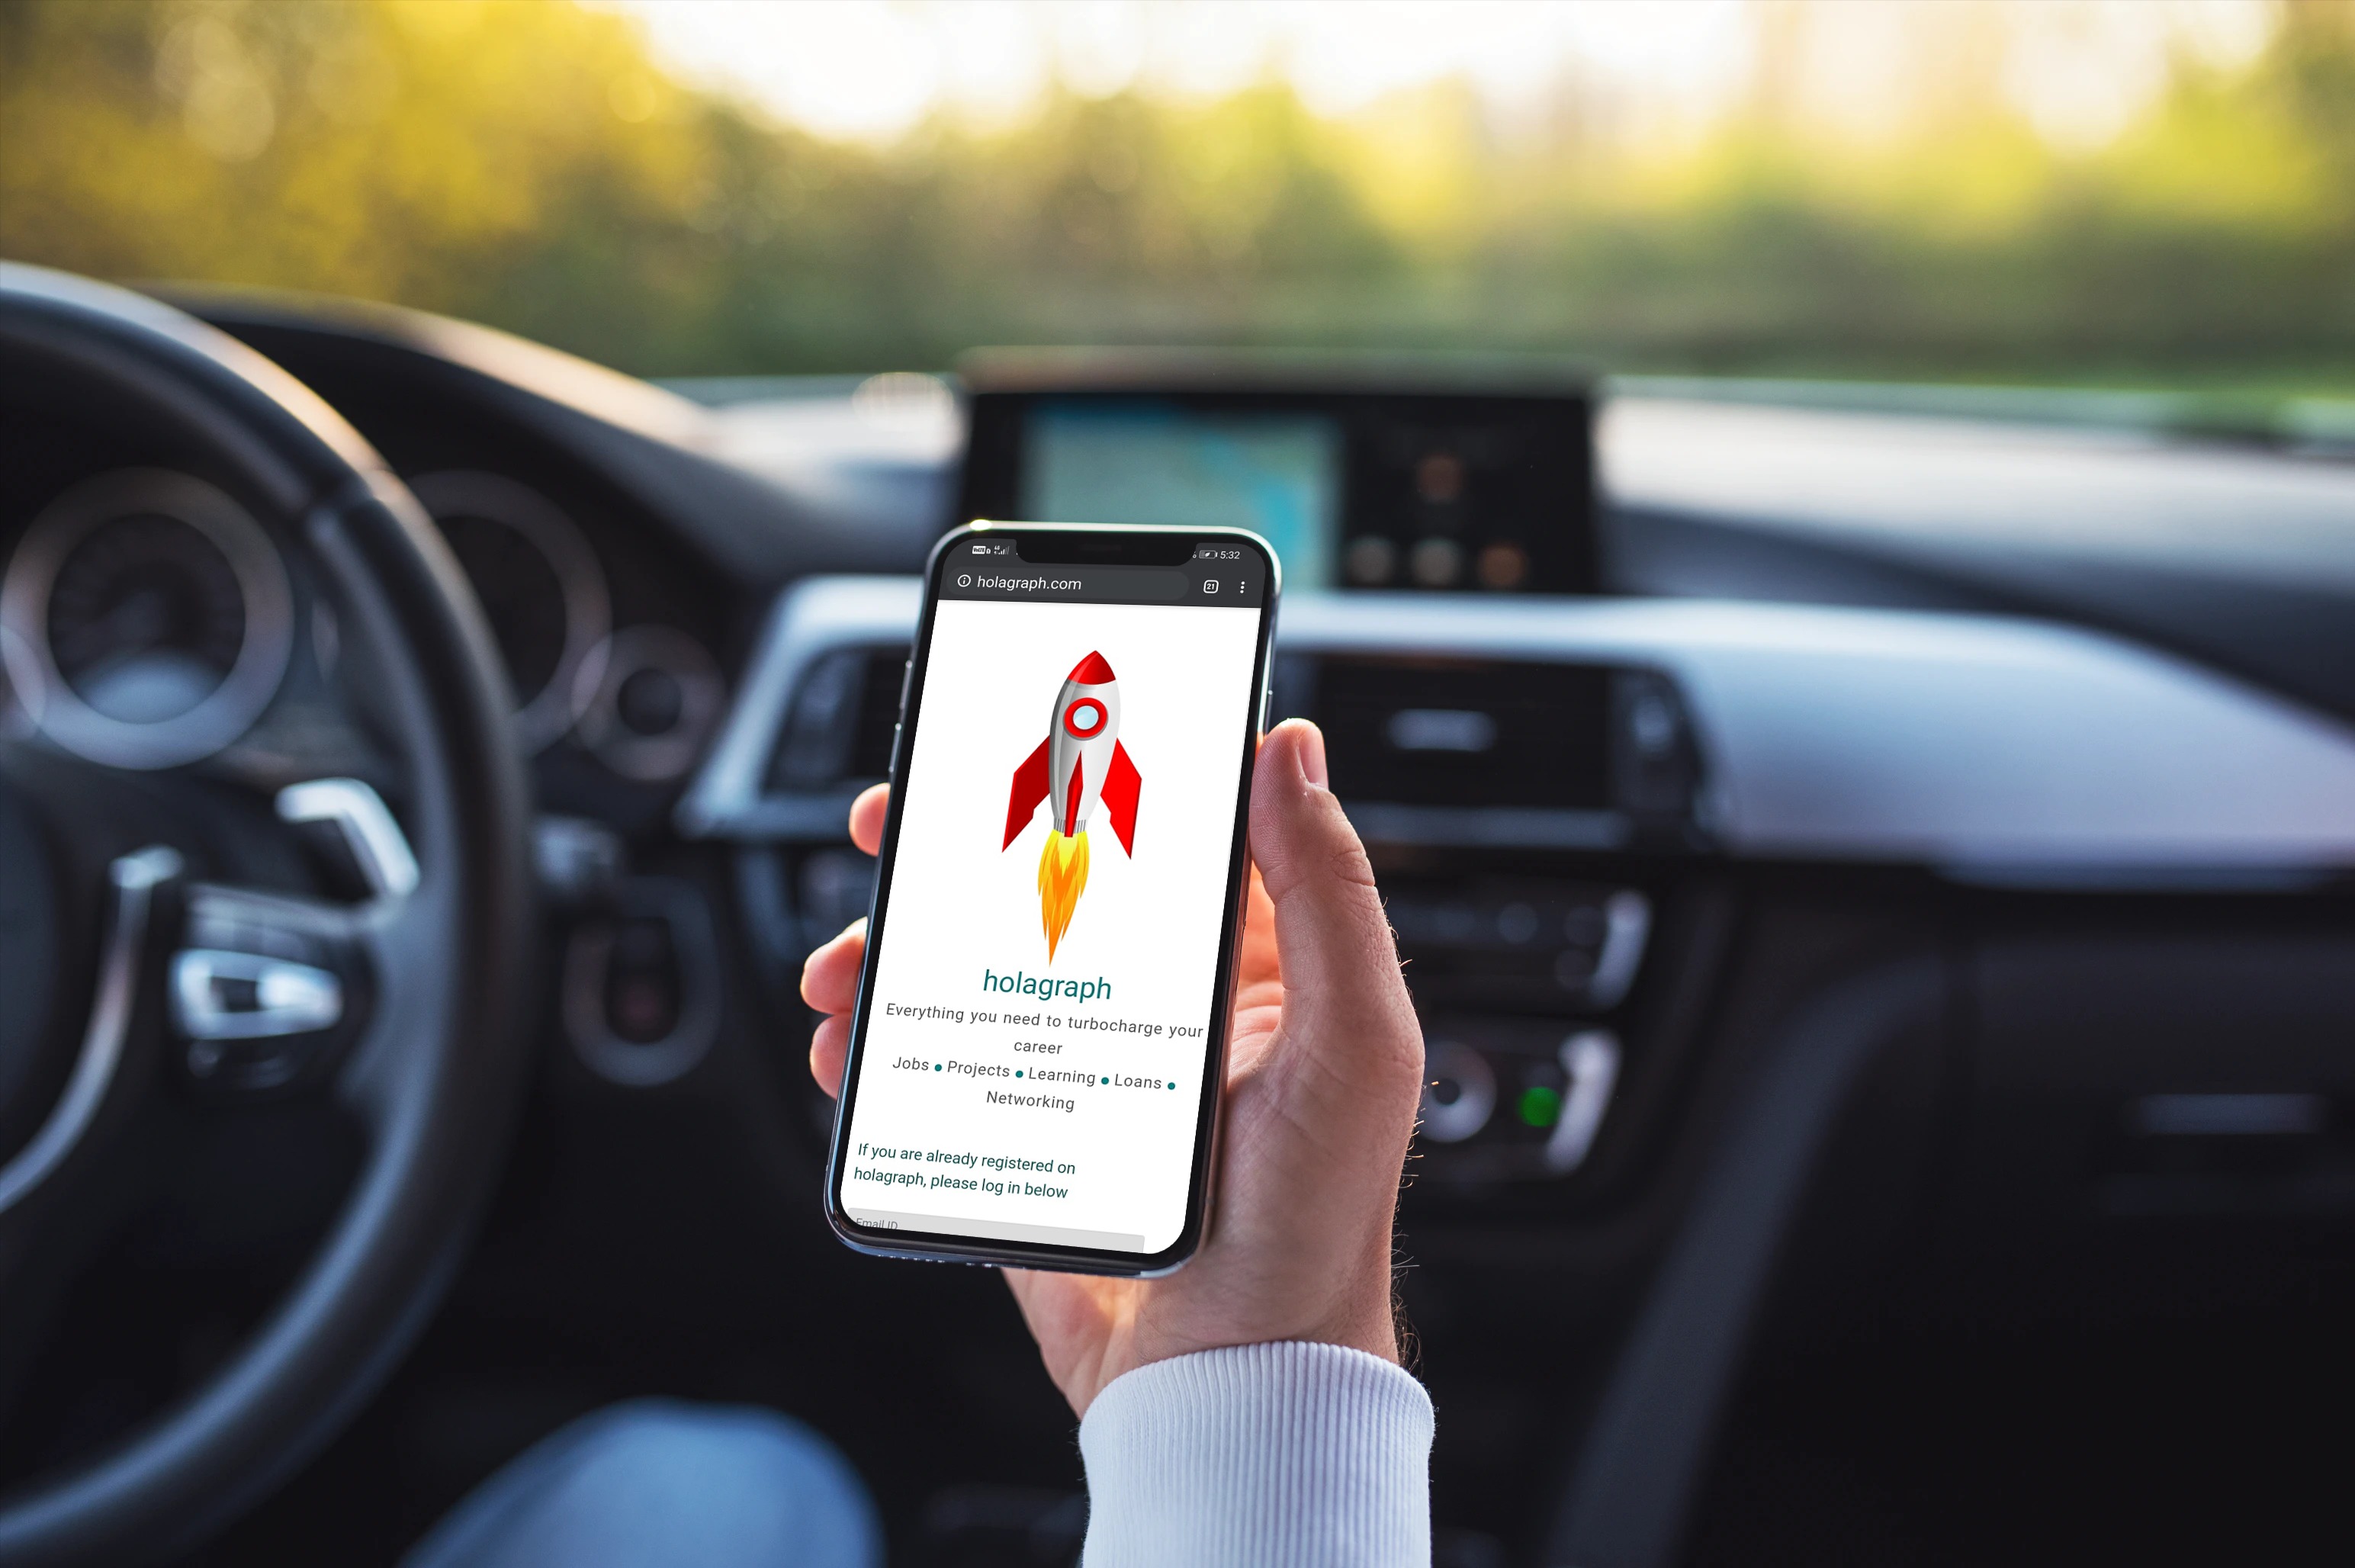 5:32
holagraph.com
21
holagraph
Everything you need to turbocharge your
career
Jobs ● Projects ● Learning ● Loans ●
Networking
If you are already registered on
holagraph, please log in below
Email ID